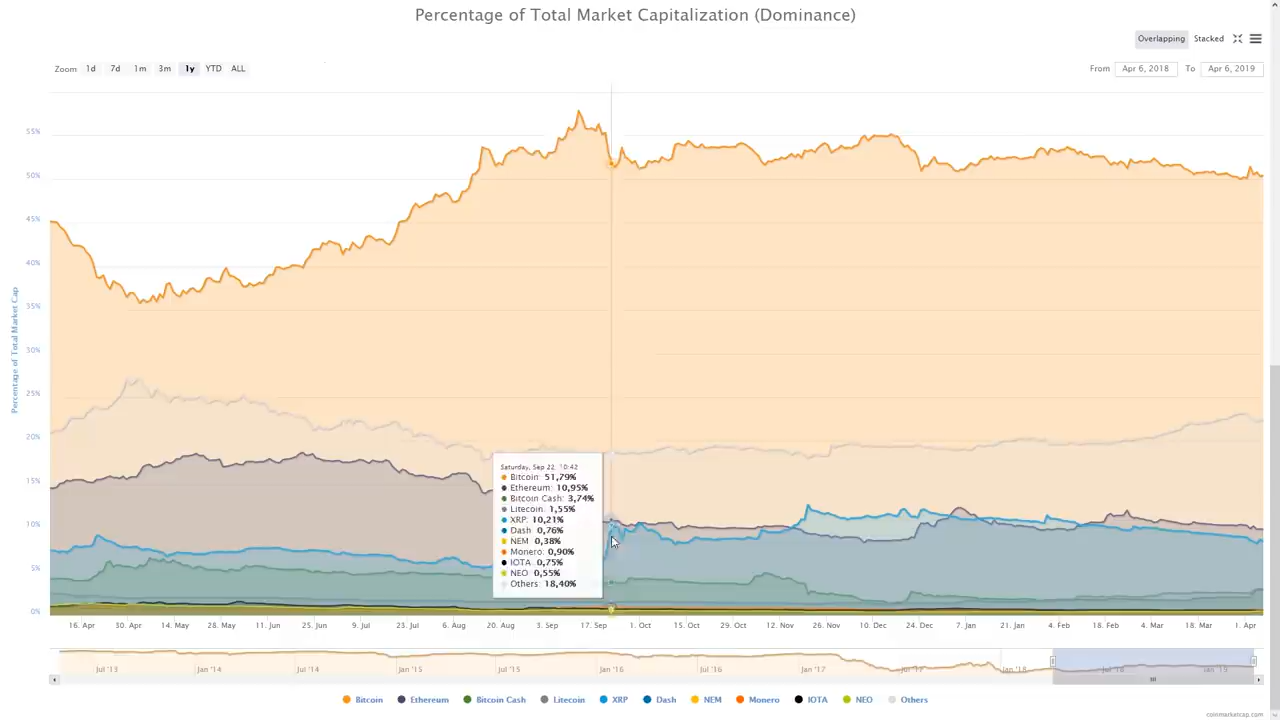 Percentage of Total Market Capitalization (Dominance)
Overlapping Stacked
Zoom 1d 7d 1m 3m 1y YTD ALL From Apr 6, 2018 To Apr 6, 2019
Percentage of Total Market Cap
55%
50%
45%
40%
35%
30%
25%
20%
15%
10%
5%
0%
Saturday, Sep 22, 10:42
Bitcoin: 51,79%
Ethereum: 10,95%
Bitcoin Cash: 3,74%
Litecoin: 1,55%
XRP: 10,21%
Dash: 0,76%
NEM: 0,38%
Monero: 0,90%
IOTA: 0,75%
NEO: 0,55%
Others: 18,40%
16. Apr 30. Apr 14. May 28. May 11. Jun 25. Jun 9. Jul 23. Jul 6. Aug 20. Aug 3. Sep 17. Sep 1. Oct 15. Oct 29. Oct 12. Nov 26. Nov 10. Dec 24. Dec 7. Jan 21. Jan 4. Feb 18. Feb 4. Mar 18. Mar 1. Apr
Jul '13 Jan '14 Jul '14 Jan '15 Jul '15 Jan '16 Jul '16 Jan '17 Jul '17 Jan '18 Jul '18 Jan '19
Bitcoin Ethereum Bitcoin Cash Litecoin XRP Dash NEM Monero IOTA NEO Others
coinmarketcap.com